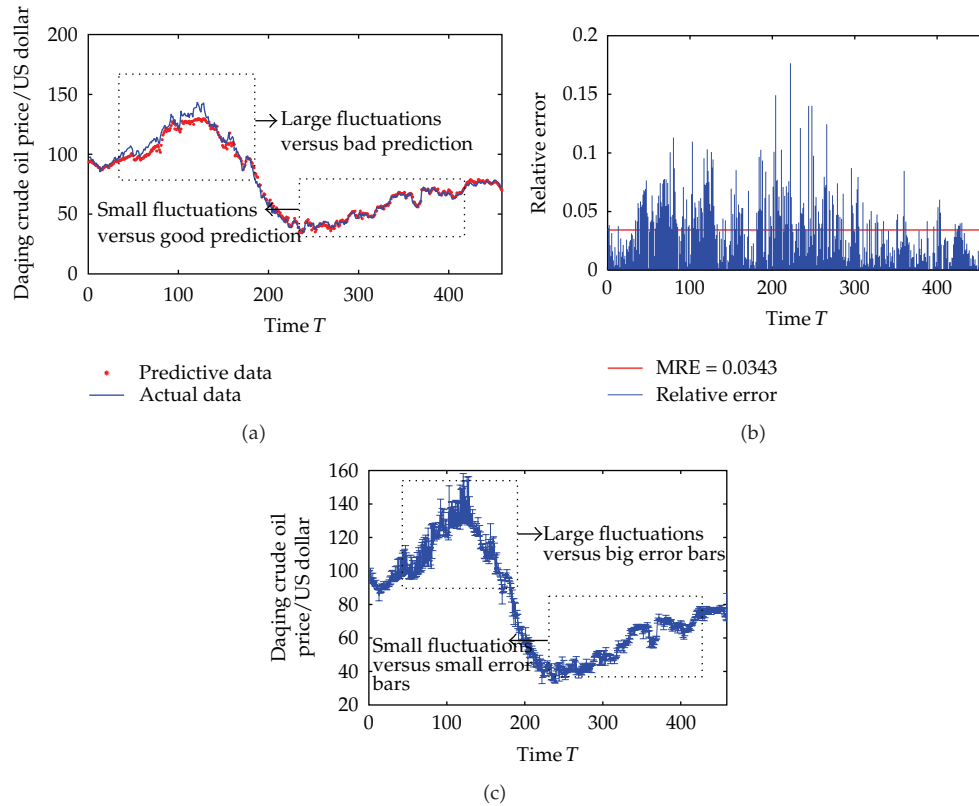 Daqing crude oil price/US dollar
200
150
100
50
0
0
100
200
300
400
Time T
Large fluctuations
versus bad prediction
Small fluctuations
versus good prediction
Predictive data
Actual data
(a)
Relative error
0.2
0.15
0.1
0.05
0
0
100
200
300
400
Time T
MRE = 0.0343
Relative error
(b)
Daqing crude oil
price/US dollar
160
140
120
100
80
60
40
20
0
100
200
300
400
Time T
Large fluctuations
versus big error bars
Small fluctuations
versus small error
bars
(c)